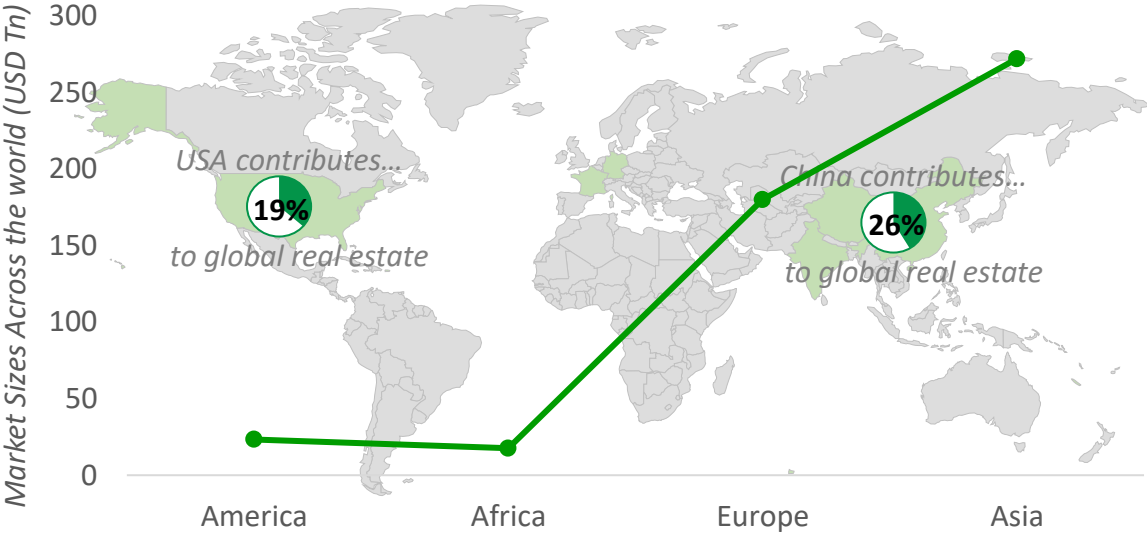 Market Sizes Across the world (USD Tn)
300
250
200
150
100
50
0
USA contributes...
19%
to global real estate
China contributes...
26%
to global real estate
America
Africa
Europe
Asia